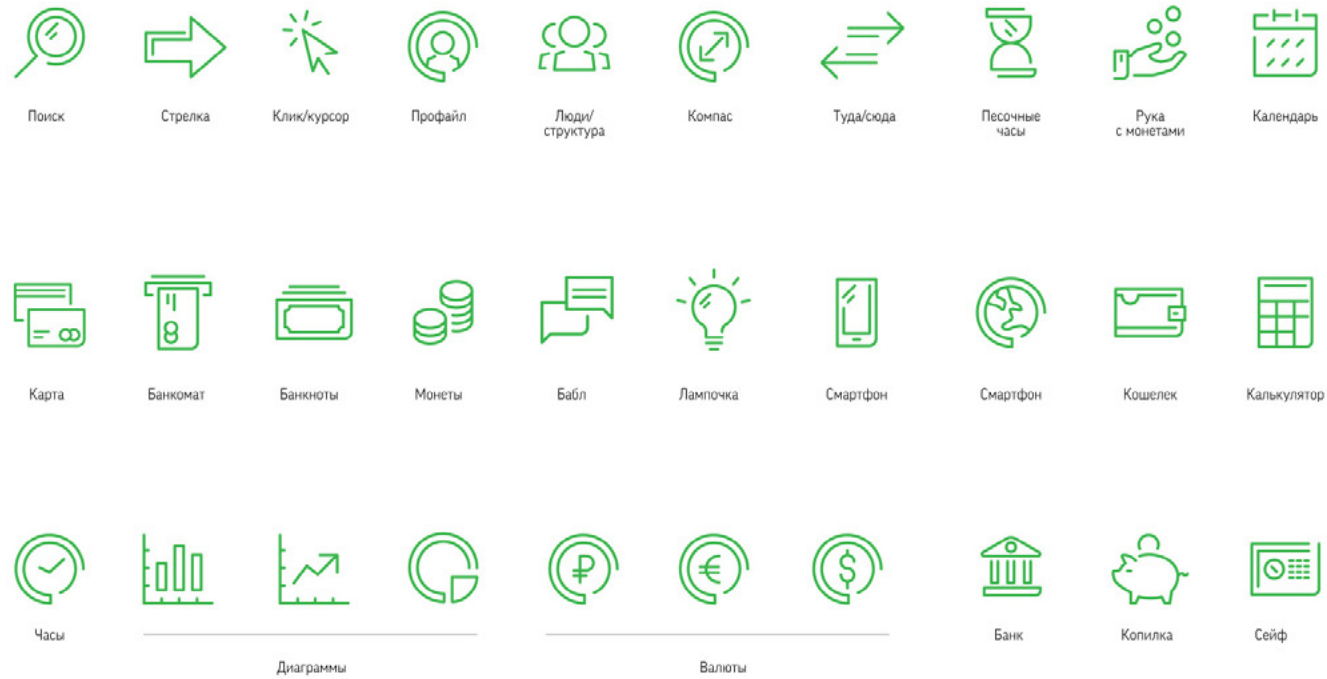 Поиск
Стрелка
Клик/курсор
Профайл
Люди/
структура
Компас
Туда/сюда
Песочные
часы
Рука
с монетами
Календарь
Карта
Банкомат
Банкноты
Монеты
Бабл
Лампочка
Смартфон
Смартфон
Кошелек
Калькулятор
Часы
Диаграммы
Валюты
Банк
Копилка
Сейф